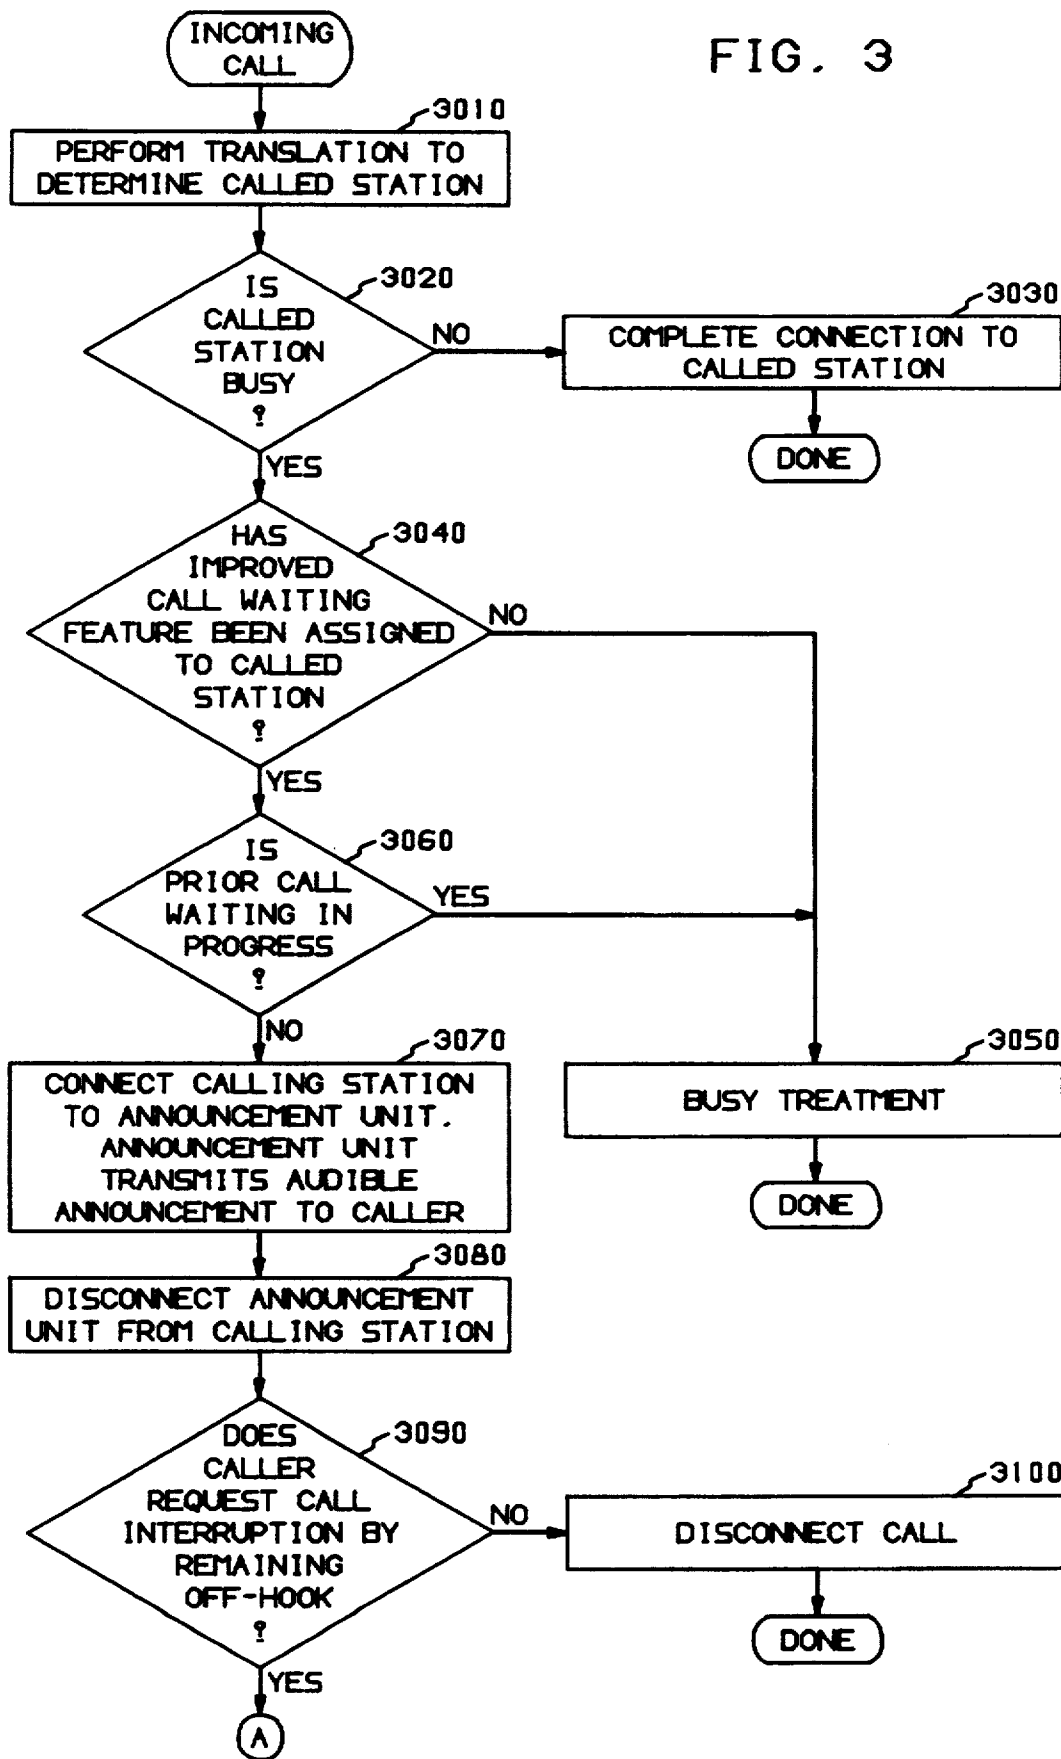 INCOMING
CALL
FIG. 3
3010
PERFORM TRANSLATION TO
DETERMINE CALLED STATION
3020
IS
CALLED
STATION
BUSY
?
NO
3030
COMPLETE CONNECTION TO
CALLED STATION
DONE
YES
3040
HAS
IMPROVED
CALL WAITING
FEATURE BEEN ASSIGNED
TO CALLED
STATION
?
NO
YES
3060
IS
PRIOR CALL
WAITING IN
PROGRESS
?
YES
NO
3070
CONNECT CALLING STATION
TO ANNOUNCEMENT UNIT.
ANNOUNCEMENT UNIT
TRANSMITS AUDIBLE
ANNOUNCEMENT TO CALLER
3050
BUSY TREATMENT
DONE
3080
DISCONNECT ANNOUNCEMENT
UNIT FROM CALLING STATION
3090
DOES
CALLER
REQUEST CALL
INTERRUPTION BY
REMAINING
OFF-HOOK
?
NO
3100
DISCONNECT CALL
DONE
YES
A